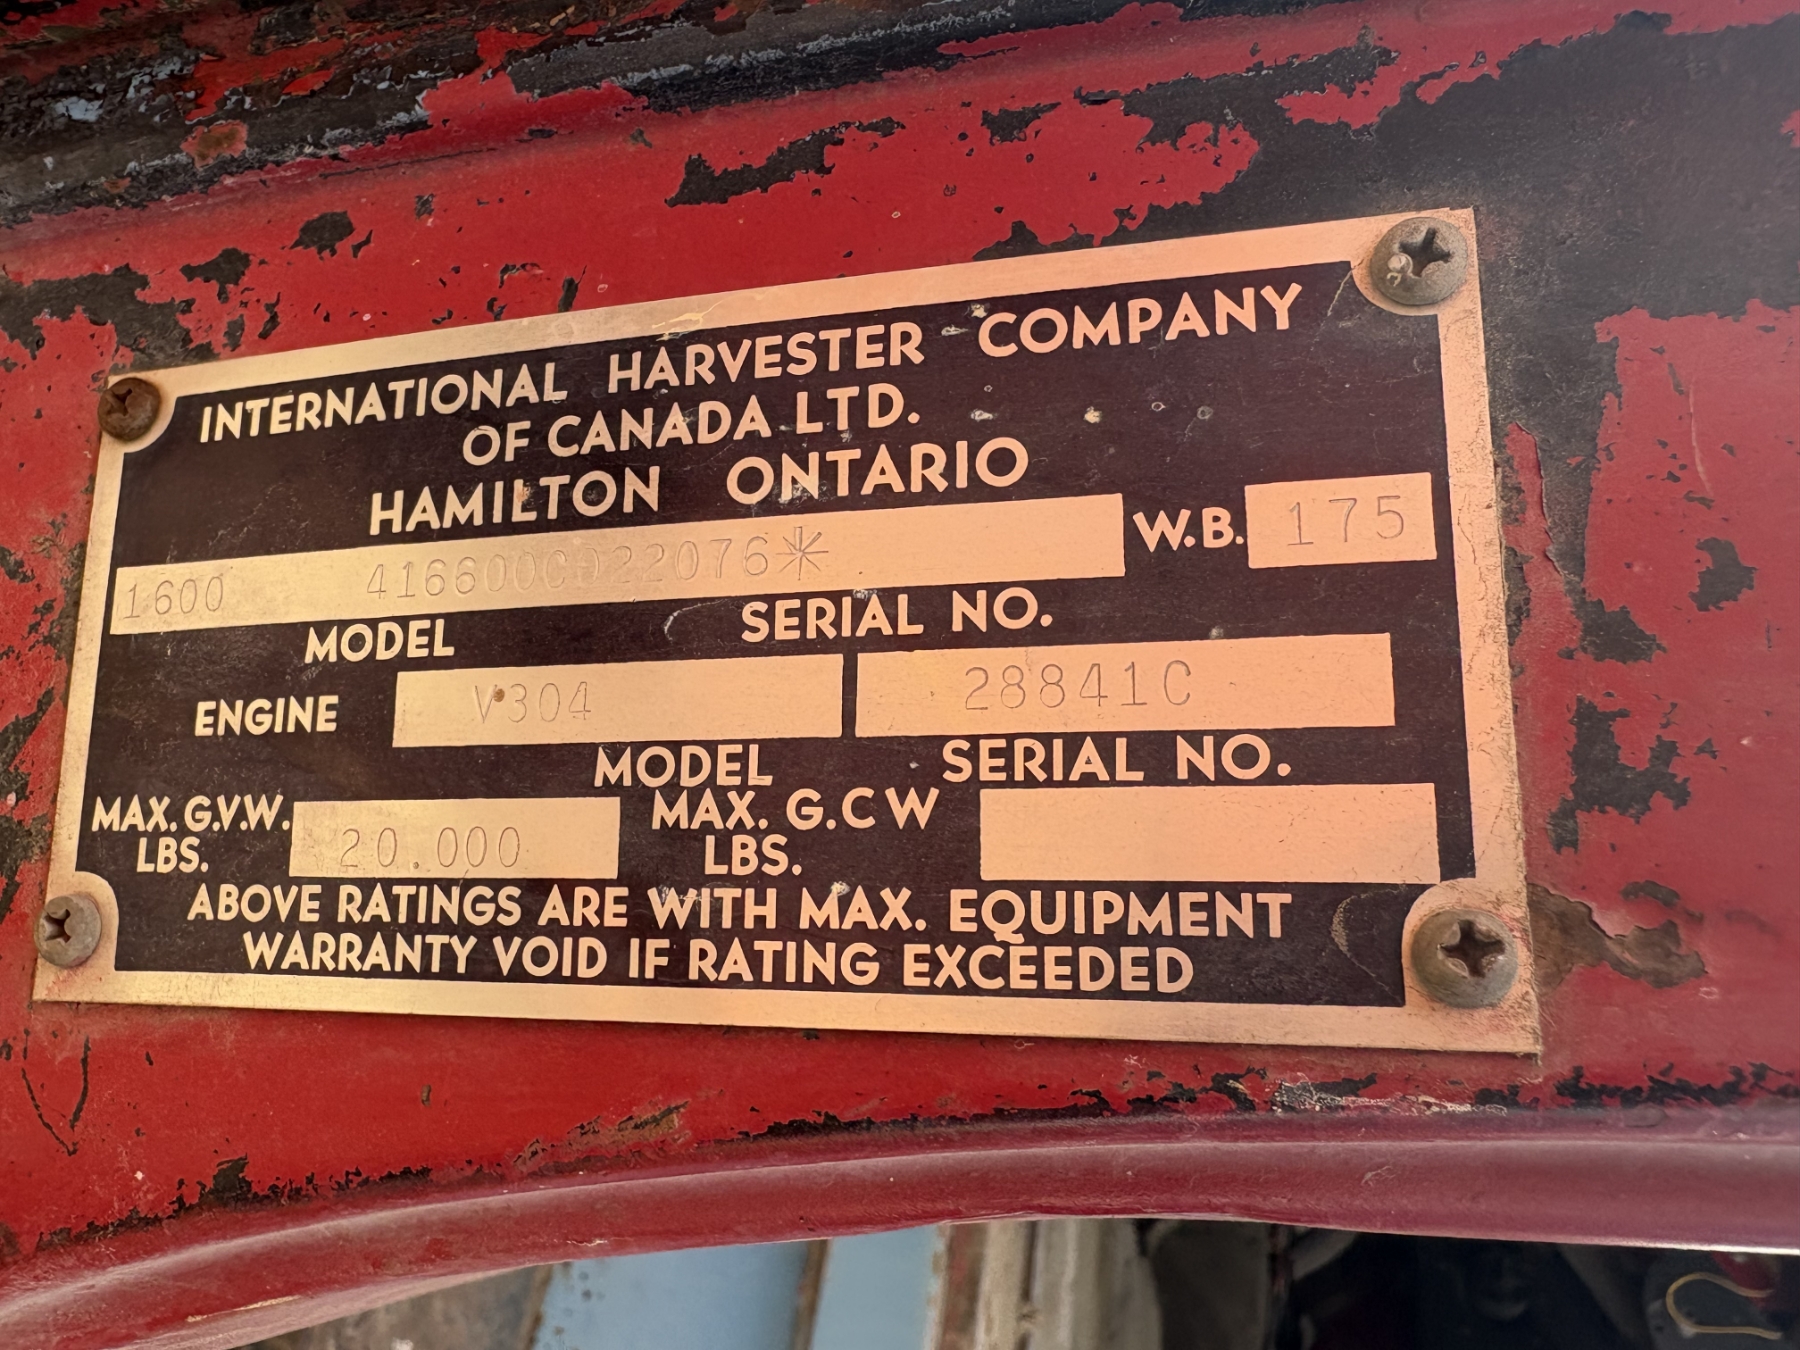 INTERNATIONAL HARVESTER COMPANY
OF CANADA LTD.
HAMILTON ONTARIO
1600 416600C022076* W.B. 175
MODEL SERIAL NO.
ENGINE V304 28841C
MODEL SERIAL NO.
MAX. G.V.W. LBS. 20.000 MAX. G.C W LBS.
ABOVE RATINGS ARE WITH MAX. EQUIPMENT
WARRANTY VOID IF RATING EXCEEDED